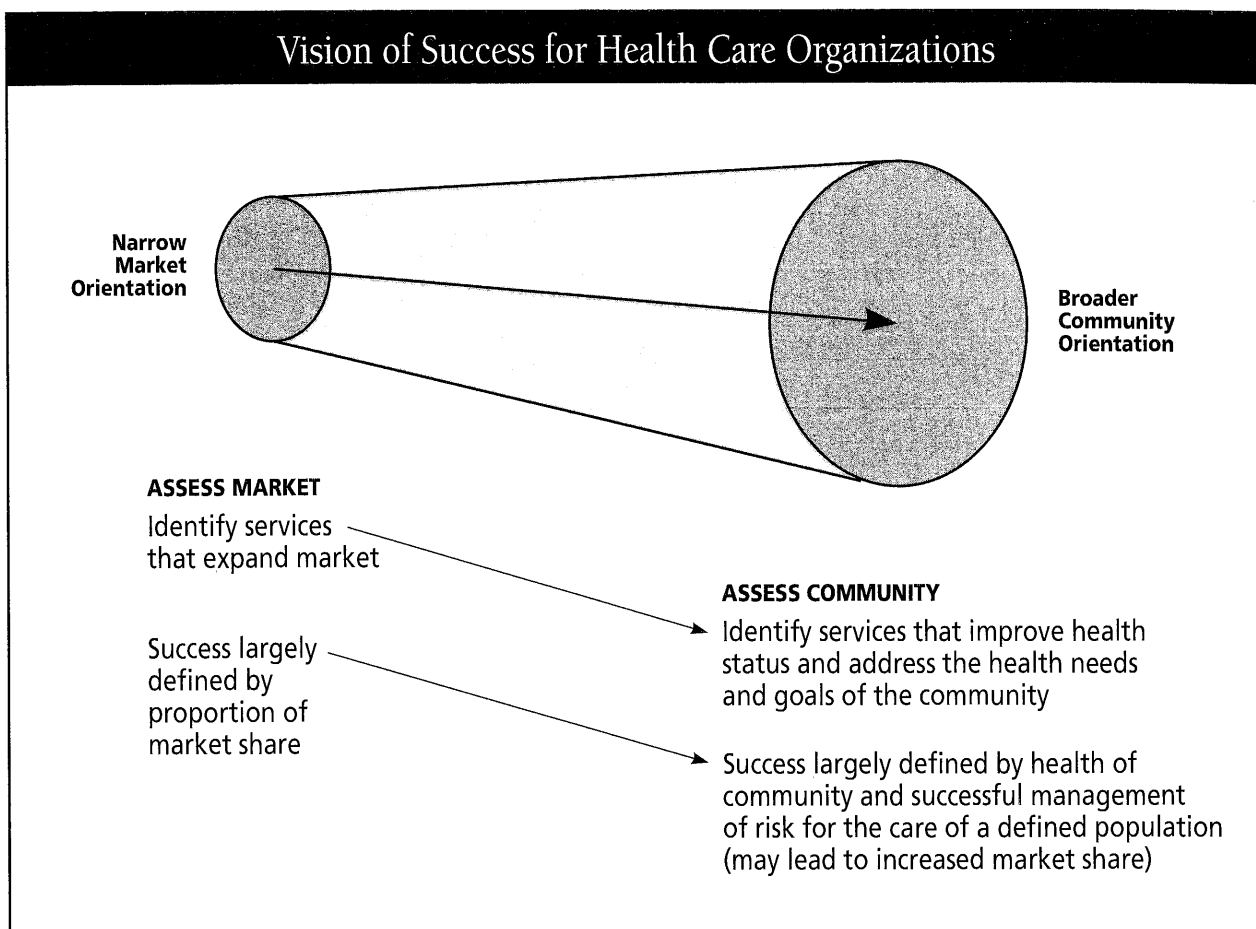 Vision of Success for Health Care Organizations
Narrow
Market
Orientation
Broader
Community
Orientation
ASSESS MARKET
Identify services
that expand market
Success largely
defined by
proportion of
market share
ASSESS COMMUNITY
Identify services that improve health
status and address the health needs
and goals of the community
Success largely defined by health of
community and successful management
of risk for the care of a defined population
(may lead to increased market share)